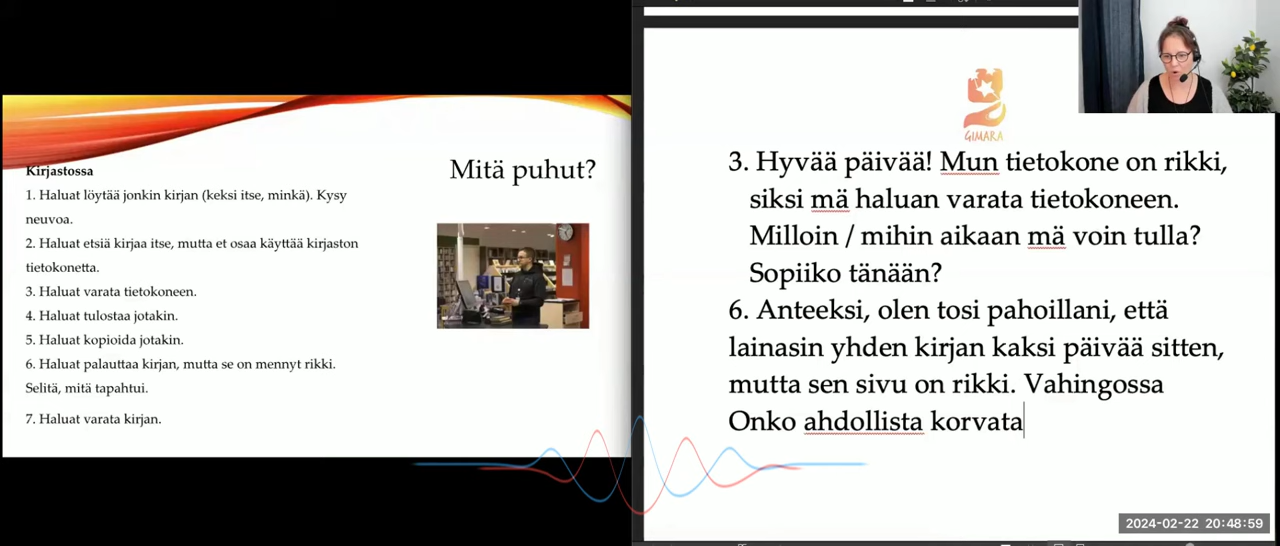 Mitä puhut?
Kirjastossa
1. Haluat löytää jonkin kirjan (keksi itse, minkä). Kysy
neuvoa.
2. Haluat etsiä kirjaa itse, mutta et osaa käyttää kirjaston
tietokonetta.
3. Haluat varata tietokoneen.
4. Haluat tulostaa jotakin.
5. Haluat kopioida jotakin.
6. Haluat palauttaa kirjan, mutta se on mennyt rikki.
Selitä, mitä tapahtui.
7. Haluat varata kirjan.
GIMARA
3. Hyvää päivää! Mun tietokone on rikki,
siksi mä haluan varata tietokoneen.
Milloin / mihin aikaan mä voin tulla?
Sopiiko tänään?
6. Anteeksi, olen tosi pahoillani, että
lainasin yhden kirjan kaksi päivää sitten,
mutta sen sivu on rikki. Vahingossa
Onko ahdollista korvata
2024-02-22 20:48:59